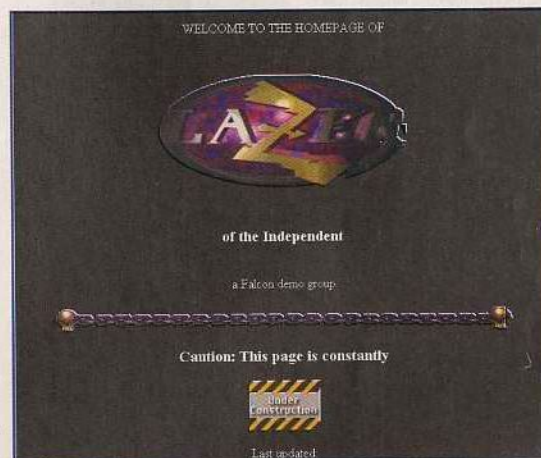 WELCOME TO THE HOMEPAGE OF
LAZER
of the Independent
a Falcon demo group
Caution: This page is constantly
Under
Construction
Last updated: